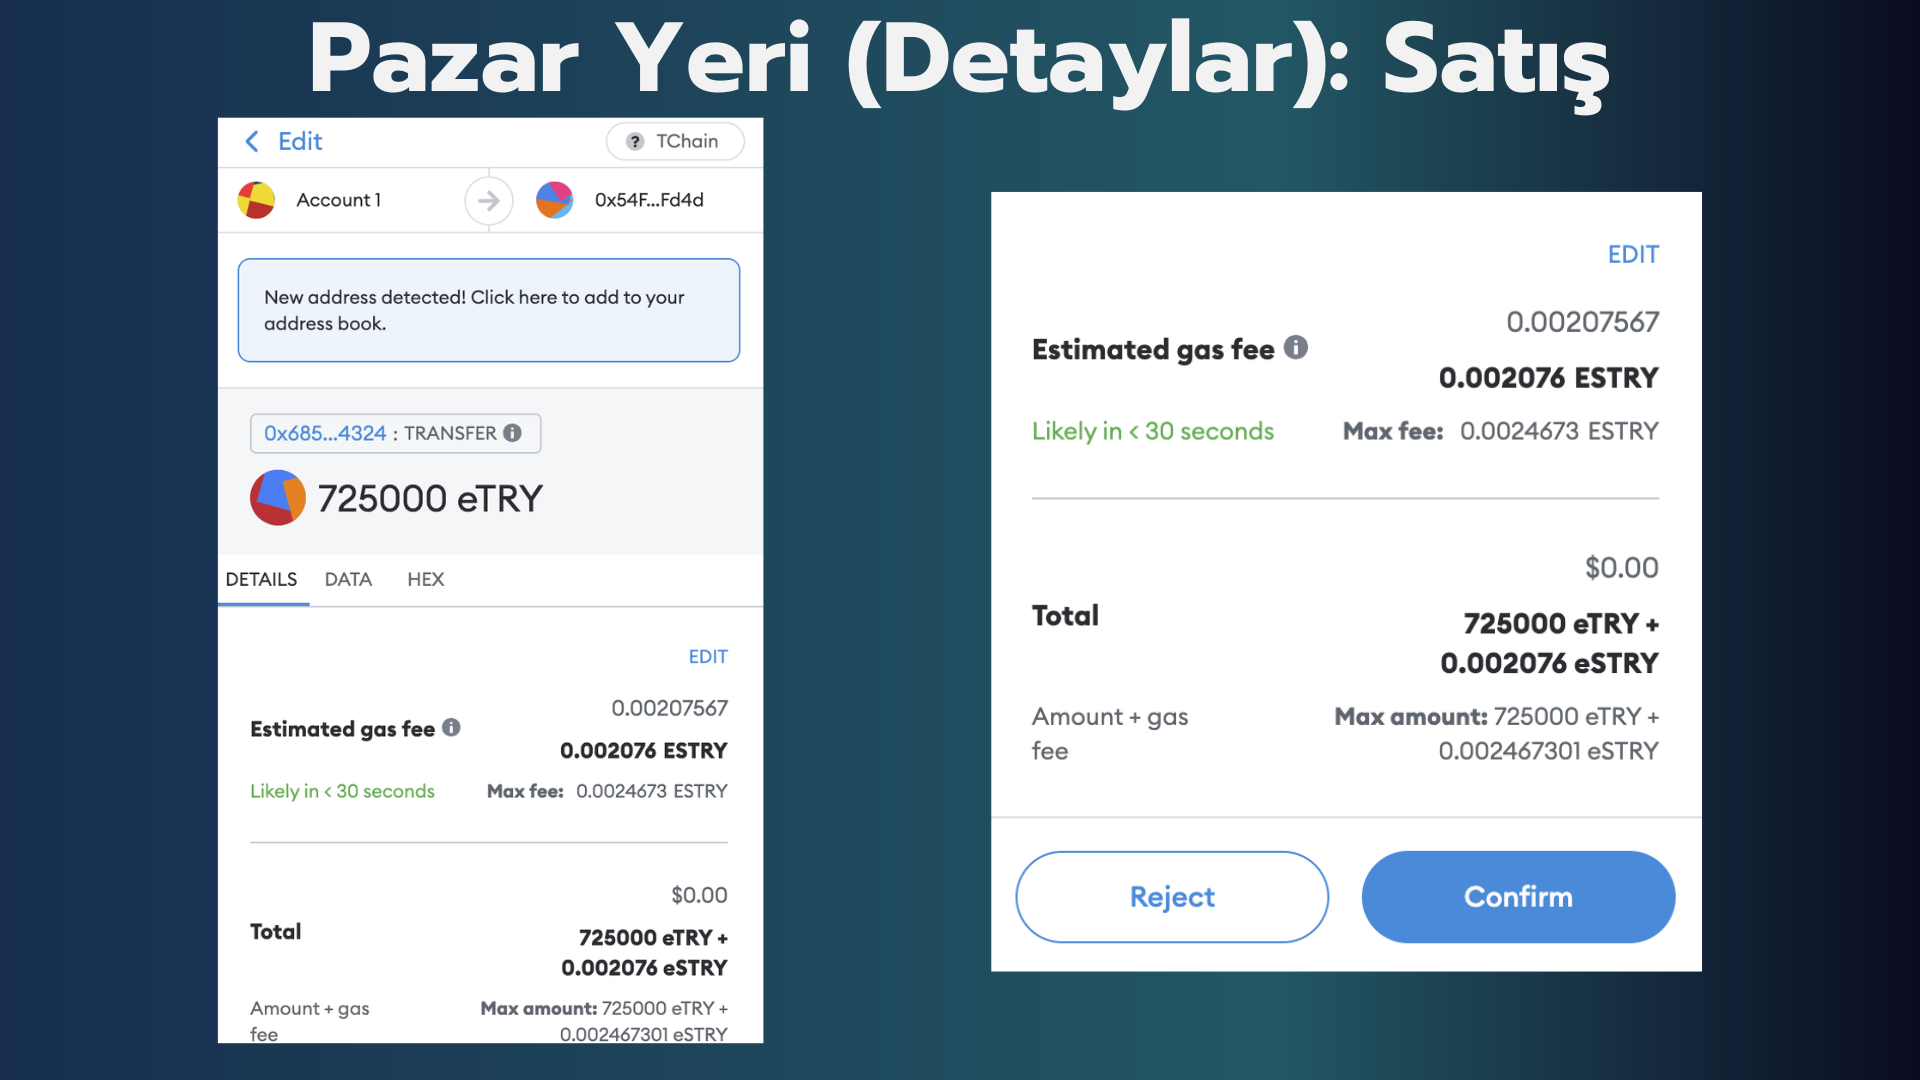 Pazar Yeri (Detaylar): Satış
Edit
? TChain
Account 1
0x54F...Fd4d
New address detected! Click here to add to your
address book.
0x685...4324 : TRANSFER
725000 eTRY
DETAILS DATA HEX
EDIT
0.00207567
Estimated gas fee
0.002076 ESTRY
Likely in < 30 seconds Max fee: 0.0024673 ESTRY
$0.00
Total
725000 eTRY +
0.002076 eSTRY
Amount + gas
fee
Max amount: 725000 eTRY +
0.002467301 eSTRY
EDIT
0.00207567
Estimated gas fee
0.002076 ESTRY
Likely in < 30 seconds Max fee: 0.0024673 ESTRY
$0.00
Total
725000 eTRY +
0.002076 eSTRY
Amount + gas
fee
Max amount: 725000 eTRY +
0.002467301 eSTRY
Reject
Confirm